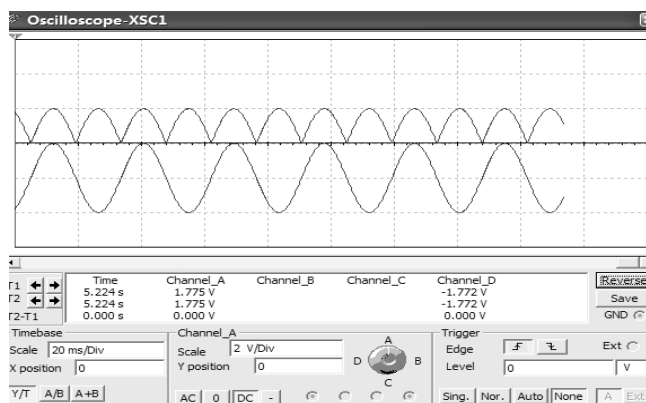 Oscilloscope-XSC1
Time Channel_A Channel_B Channel_C Channel_D
T1 5.224 s 1.775 V -1.772 V
T2 5.224 s 1.775 V -1.772 V
T2-T1 0.000 s 0.000 V 0.000 V
Reverse
Save
GND
Timebase
Scale 20 ms/Div
X position 0
Y/T A/B A+B
Channel_A
Scale 2 V/Div
Y position 0
AC 0 DC -
A
D B
C
Trigger
Edge Ext
Level 0 V
Sing. Nor. Auto None A Ext